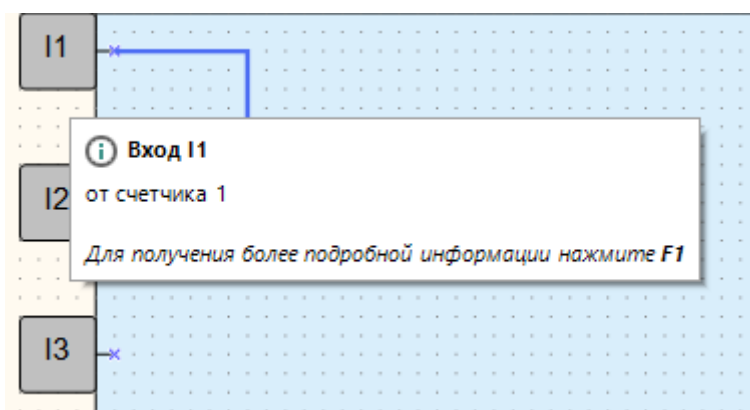 I1
Вход I1
I2
от счетчика 1
Для получения более подробной информации нажмите F1
I3